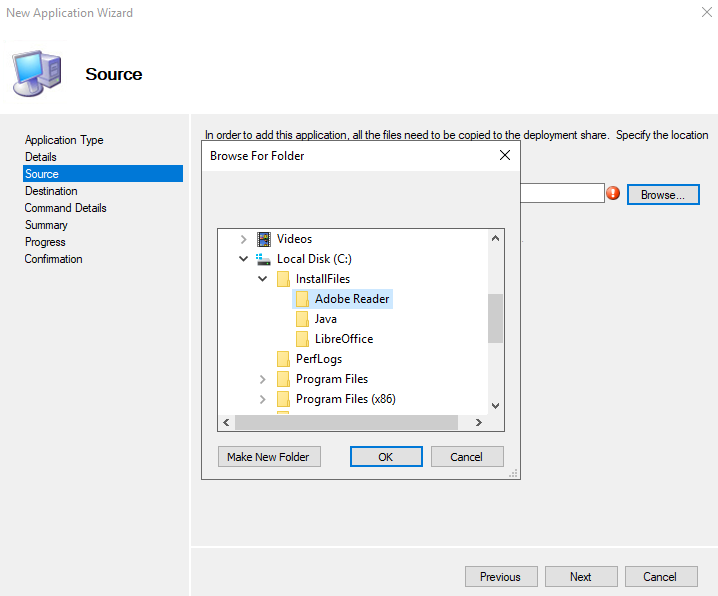 New Application Wizard
Source
Application Type
Details
Source
Destination
Command Details
Summary
Progress
Confirmation
In order to add this application, all the files need to be copied to the deployment share. Specify the location
Browse...
Browse For Folder
Videos
Local Disk (C:)
InstallFiles
Adobe Reader
Java
LibreOffice
PerfLogs
Program Files
Program Files (x86)
Make New Folder
OK
Cancel
Previous
Next
Cancel